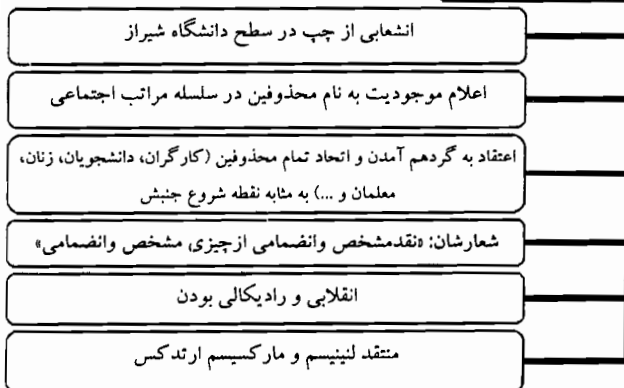 انشعابی از چپ در سطح دانشگاه شیراز
اعلام موجودیت به نام محذوفین در سلسله مراتب اجتماعی
اعتقاد به گردهم آمدن و اتحاد تمام محذوفین (کارگران، دانشجویان، زنان،
معلمان و ...) به مثابه نقطه شروع جنبش
شعارشان: «نقدمشخص وانضمامی ازچیزی مشخص وانضمامی»
انقلابی و رادیکالی بودن
منتقد لنینیسم و مارکسیسم ارتدکس